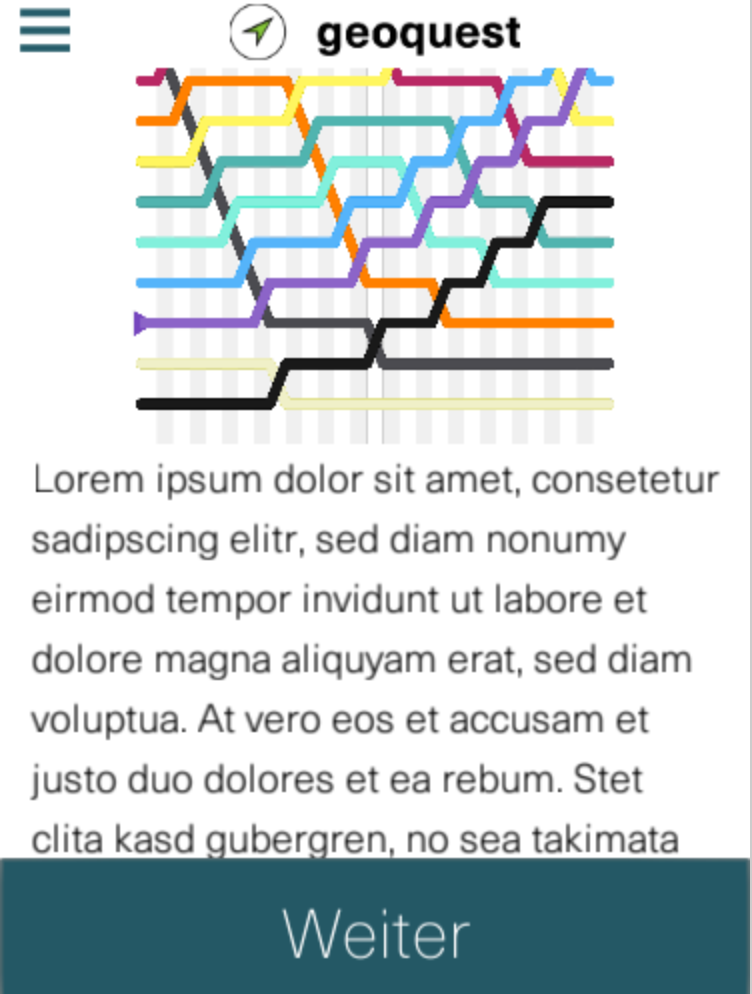 geoquest
Lorem ipsum dolor sit amet, consetetur
sadipscing elitr, sed diam nonumy
eirmod tempor invidunt ut labore et
dolore magna aliquyam erat, sed diam
voluptua. At vero eos et accusam et
justo duo dolores et ea rebum. Stet
clita kasd gubergren, no sea takimata
Weiter